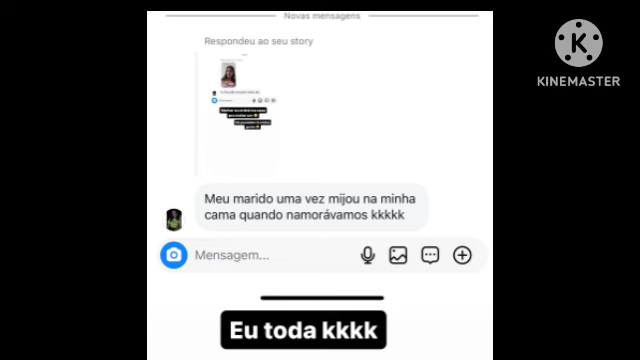 Novas mensagens
Respondeu ao seu story
Meu marido uma vez mijou na minha
cama quando namorávamos kkkkk
Mensagem...
Eu toda kkkk
K
KINEMASTER